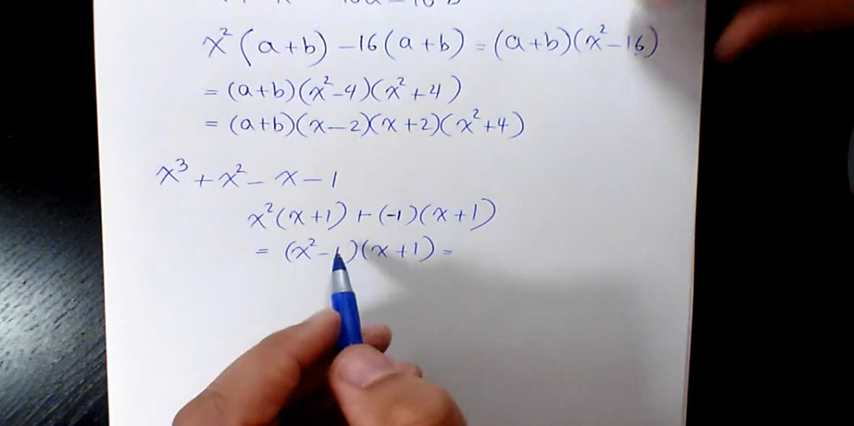 x²(a+b) −16(a+b) = (a+b)(x²−16)
= (a+b)(x²−4)(x²+4)
= (a+b)(x−2)(x+2)(x²+4)
x³+x²−x−1
x²(x+1)+(−1)(x+1)
= (x²−1)(x+1) =